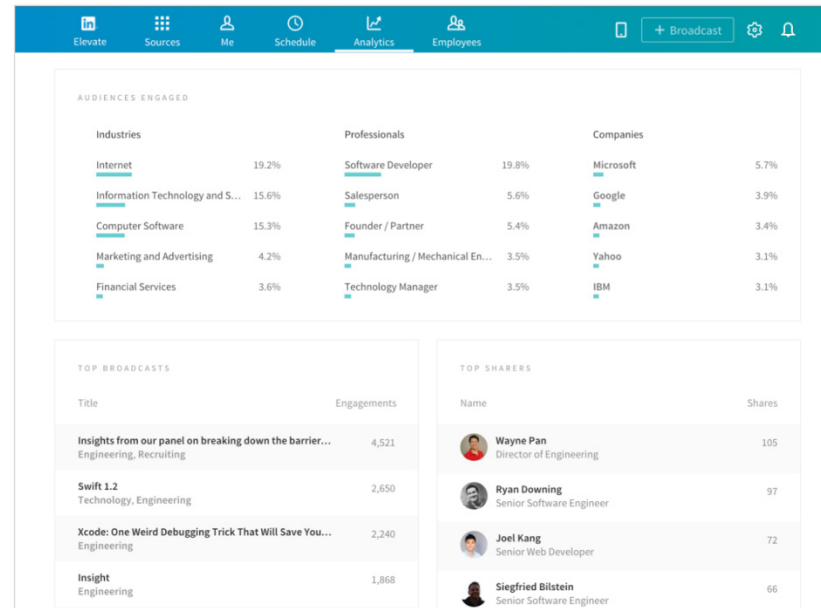 in
Elevate
Sources
Me
Schedule
Analytics
Employees
+ Broadcast
AUDIENCES ENGAGED
Industries
Internet 19.2%
Information Technology and S... 15.6%
Computer Software 15.3%
Marketing and Advertising 4.2%
Financial Services 3.6%
Professionals
Software Developer 19.8%
Salesperson 5.6%
Founder / Partner 5.4%
Manufacturing / Mechanical En... 3.5%
Technology Manager 3.5%
Companies
Microsoft 5.7%
Google 3.9%
Amazon 3.4%
Yahoo 3.1%
IBM 3.1%
TOP BROADCASTS
Title Engagements
Insights from our panel on breaking down the barrier... 4,521
Engineering, Recruiting
Swift 1.2 2,650
Technology, Engineering
Xcode: One Weird Debugging Trick That Will Save You... 2,240
Engineering
Insight 1,868
Engineering
TOP SHARERS
Name Shares
Wayne Pan 105
Director of Engineering
Ryan Downing 97
Senior Software Engineer
Joel Kang 72
Senior Web Developer
Siegfried Bilstein 66
Senior Software Engineer